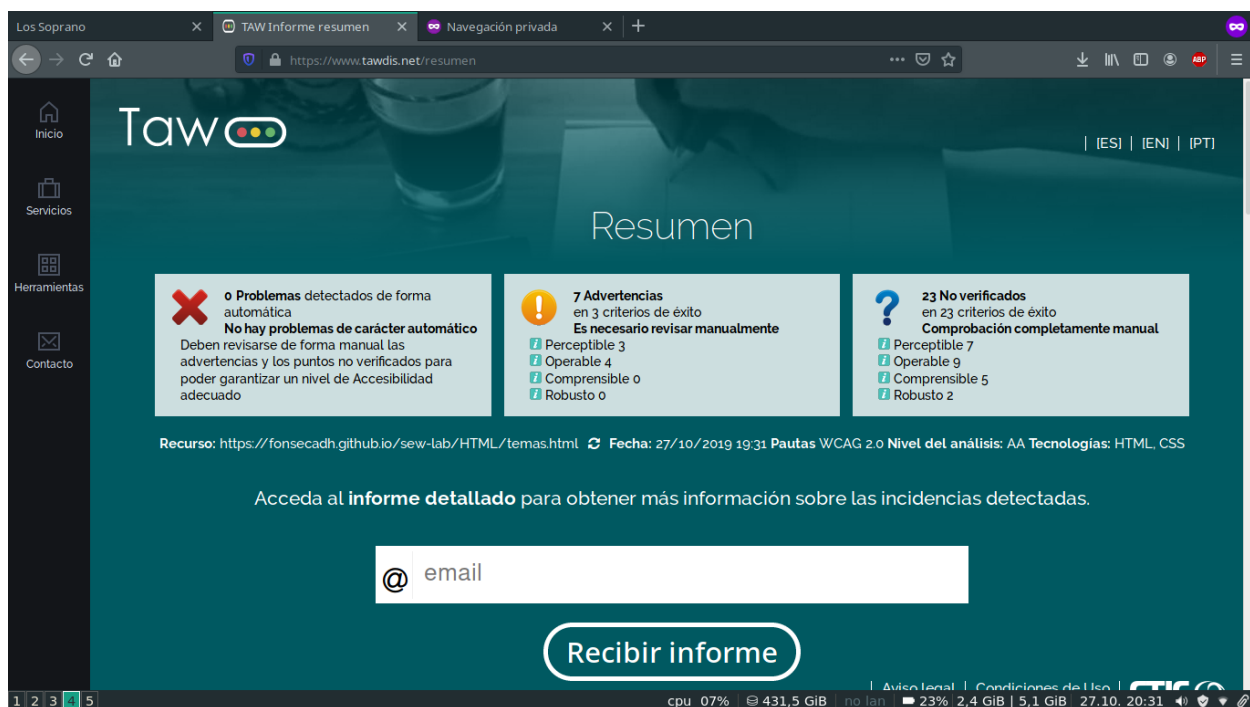 Los Soprano
TAW Informe resumen
Navegación privada
https://www.tawdis.net/resumen
ABP
Inicio
Servicios
Herramientas
Contacto
Taw
| [ES] | [EN] | [PT]
Resumen
0 Problemas detectados de forma
automática
No hay problemas de carácter automático
Deben revisarse de forma manual las
advertencias y los puntos no verificados para
poder garantizar un nivel de Accesibilidad
adecuado
7 Advertencias
en 3 criterios de éxito
Es necesario revisar manualmente
Perceptible 3
Operable 4
Comprensible 0
Robusto 0
23 No verificados
en 23 criterios de éxito
Comprobación completamente manual
Perceptible 7
Operable 9
Comprensible 5
Robusto 2
Recurso: https://fonsecadh.github.io/sew-lab/HTML/temas.html Fecha: 27/10/2019 19:31 Pautas WCAG 2.0 Nivel del análisis: AA Tecnologías: HTML, CSS
Acceda al informe detallado para obtener más información sobre las incidencias detectadas.
@ email
Recibir informe
| Aviso legal | Condiciones de Uso |
1 2 3 4 5
cpu 07% 431,5 GiB no lan 23% 2,4 GiB | 5,1 GiB 27.10. 20:31